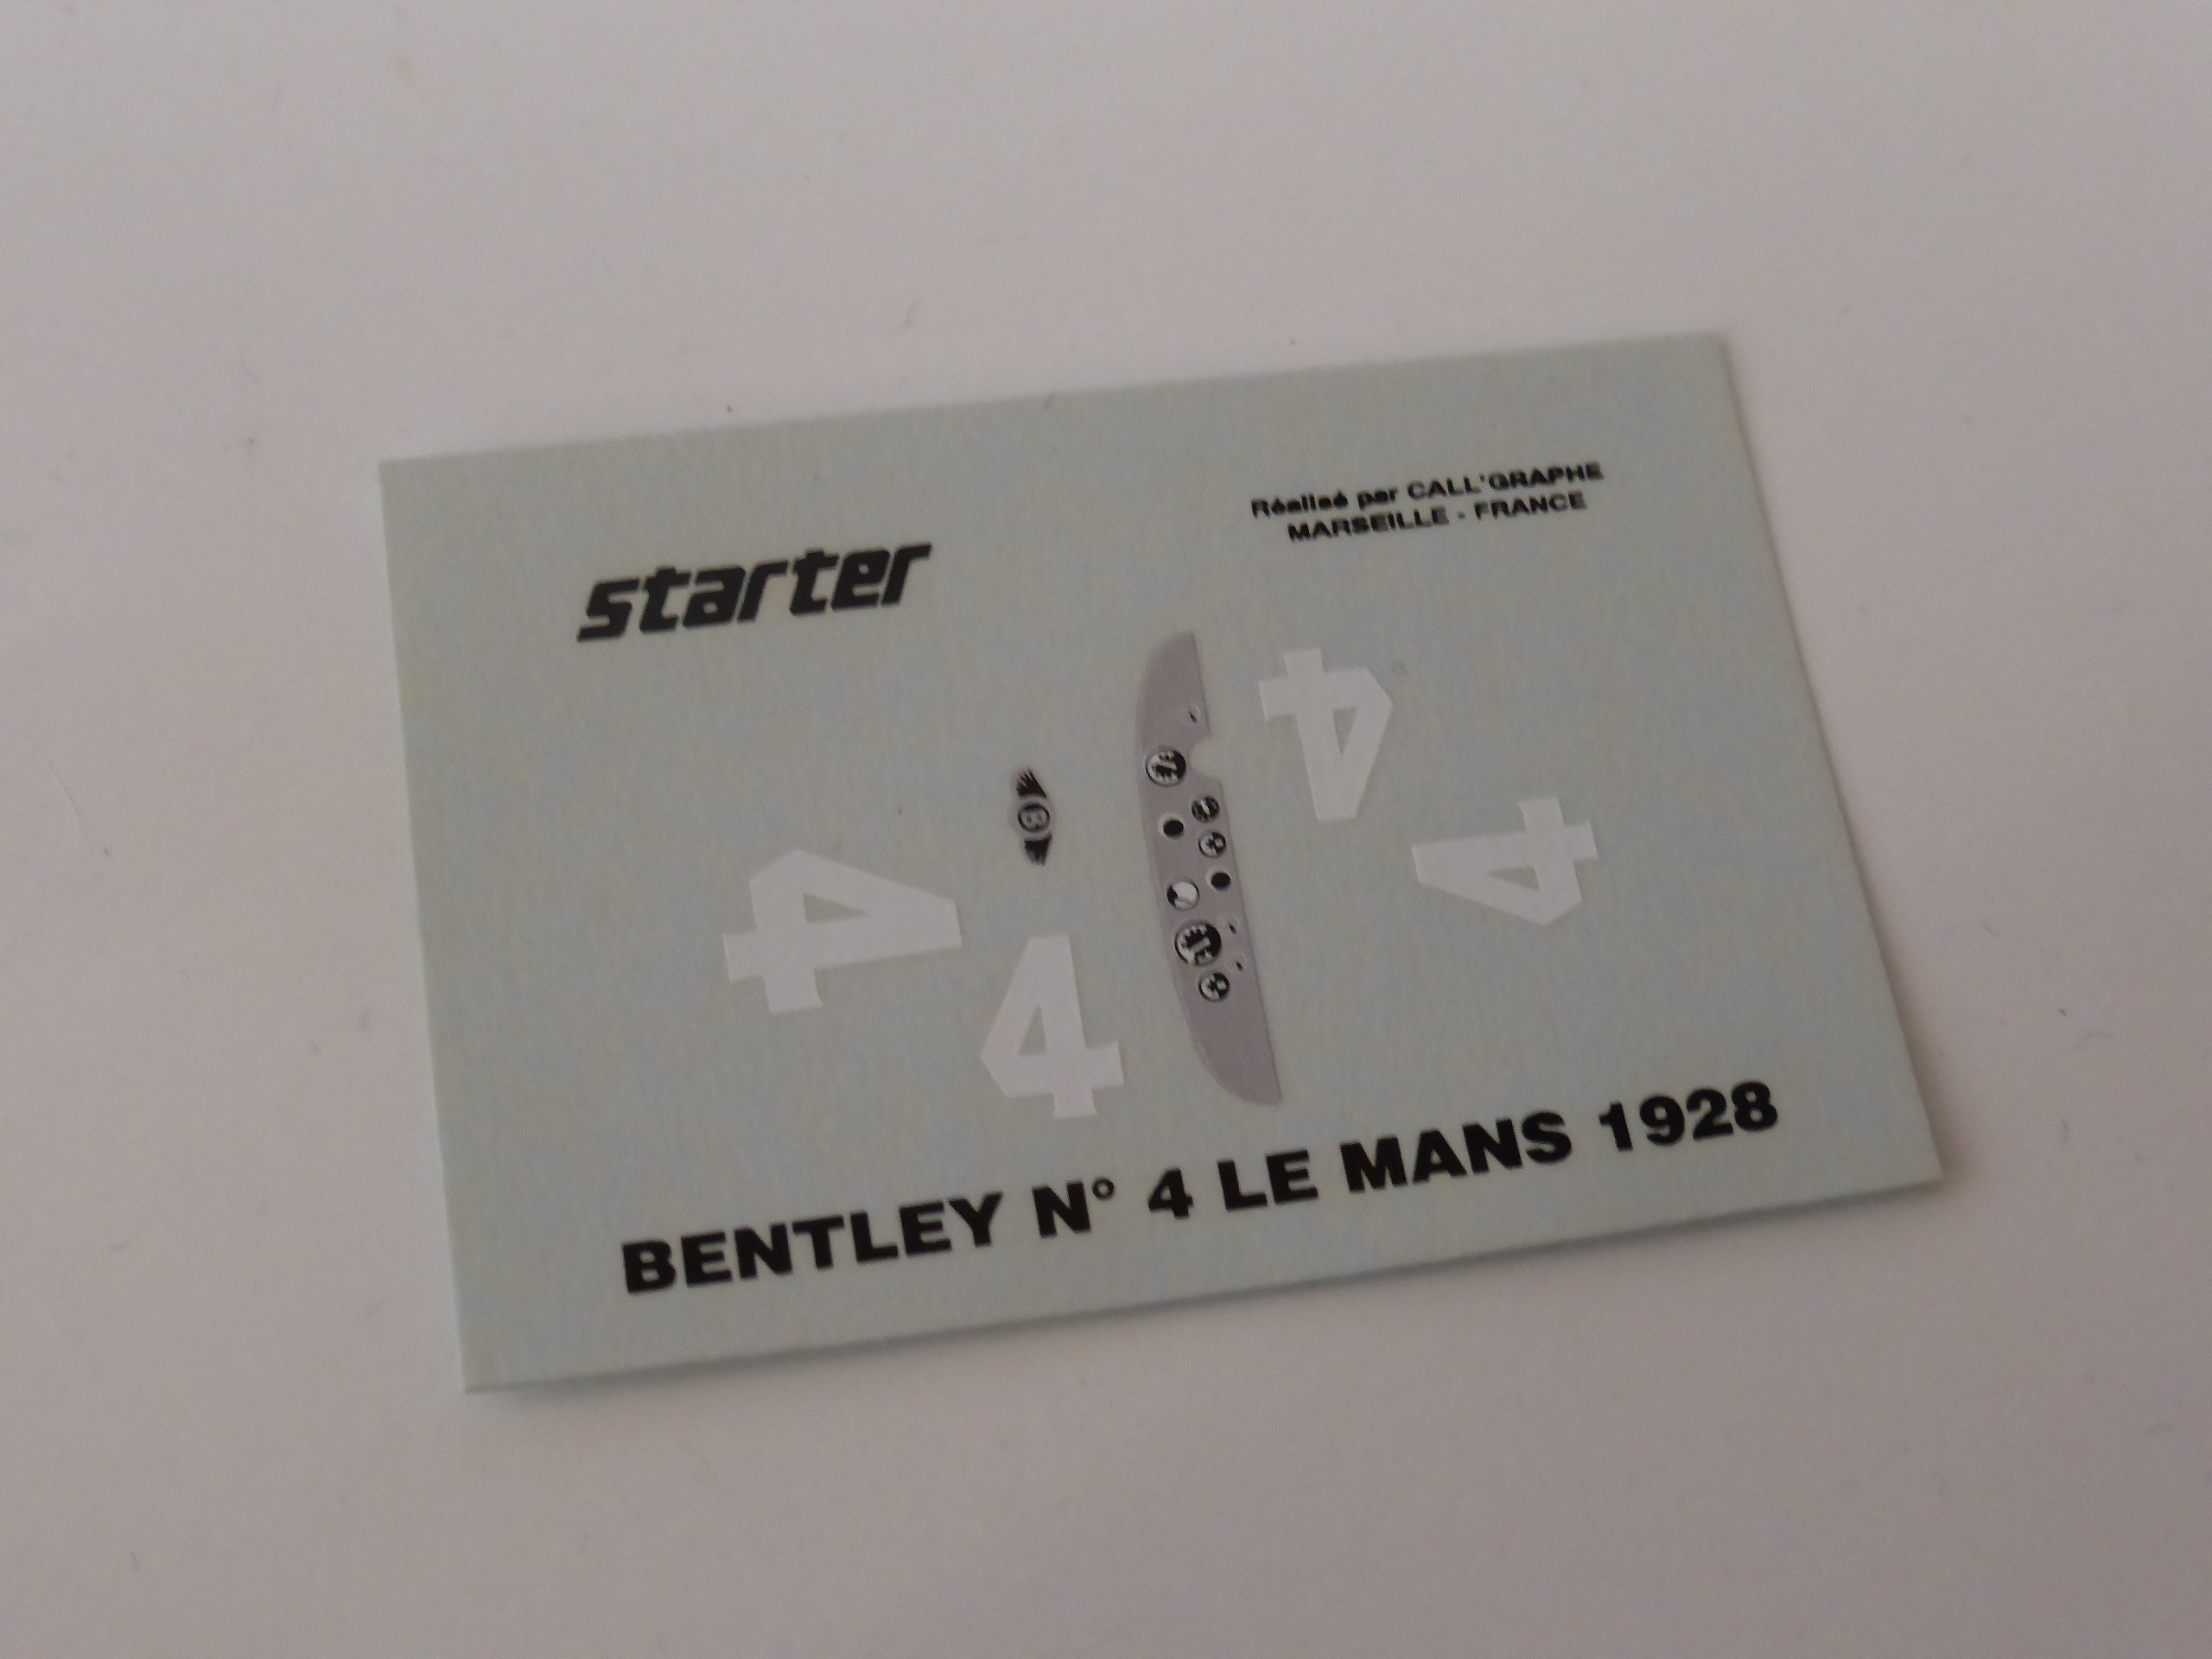 Réalisé par CALL'GRAPHE
MARSEILLE - FRANCE
starter
4
B
4
4
4
BENTLEY N° 4 LE MANS 1928